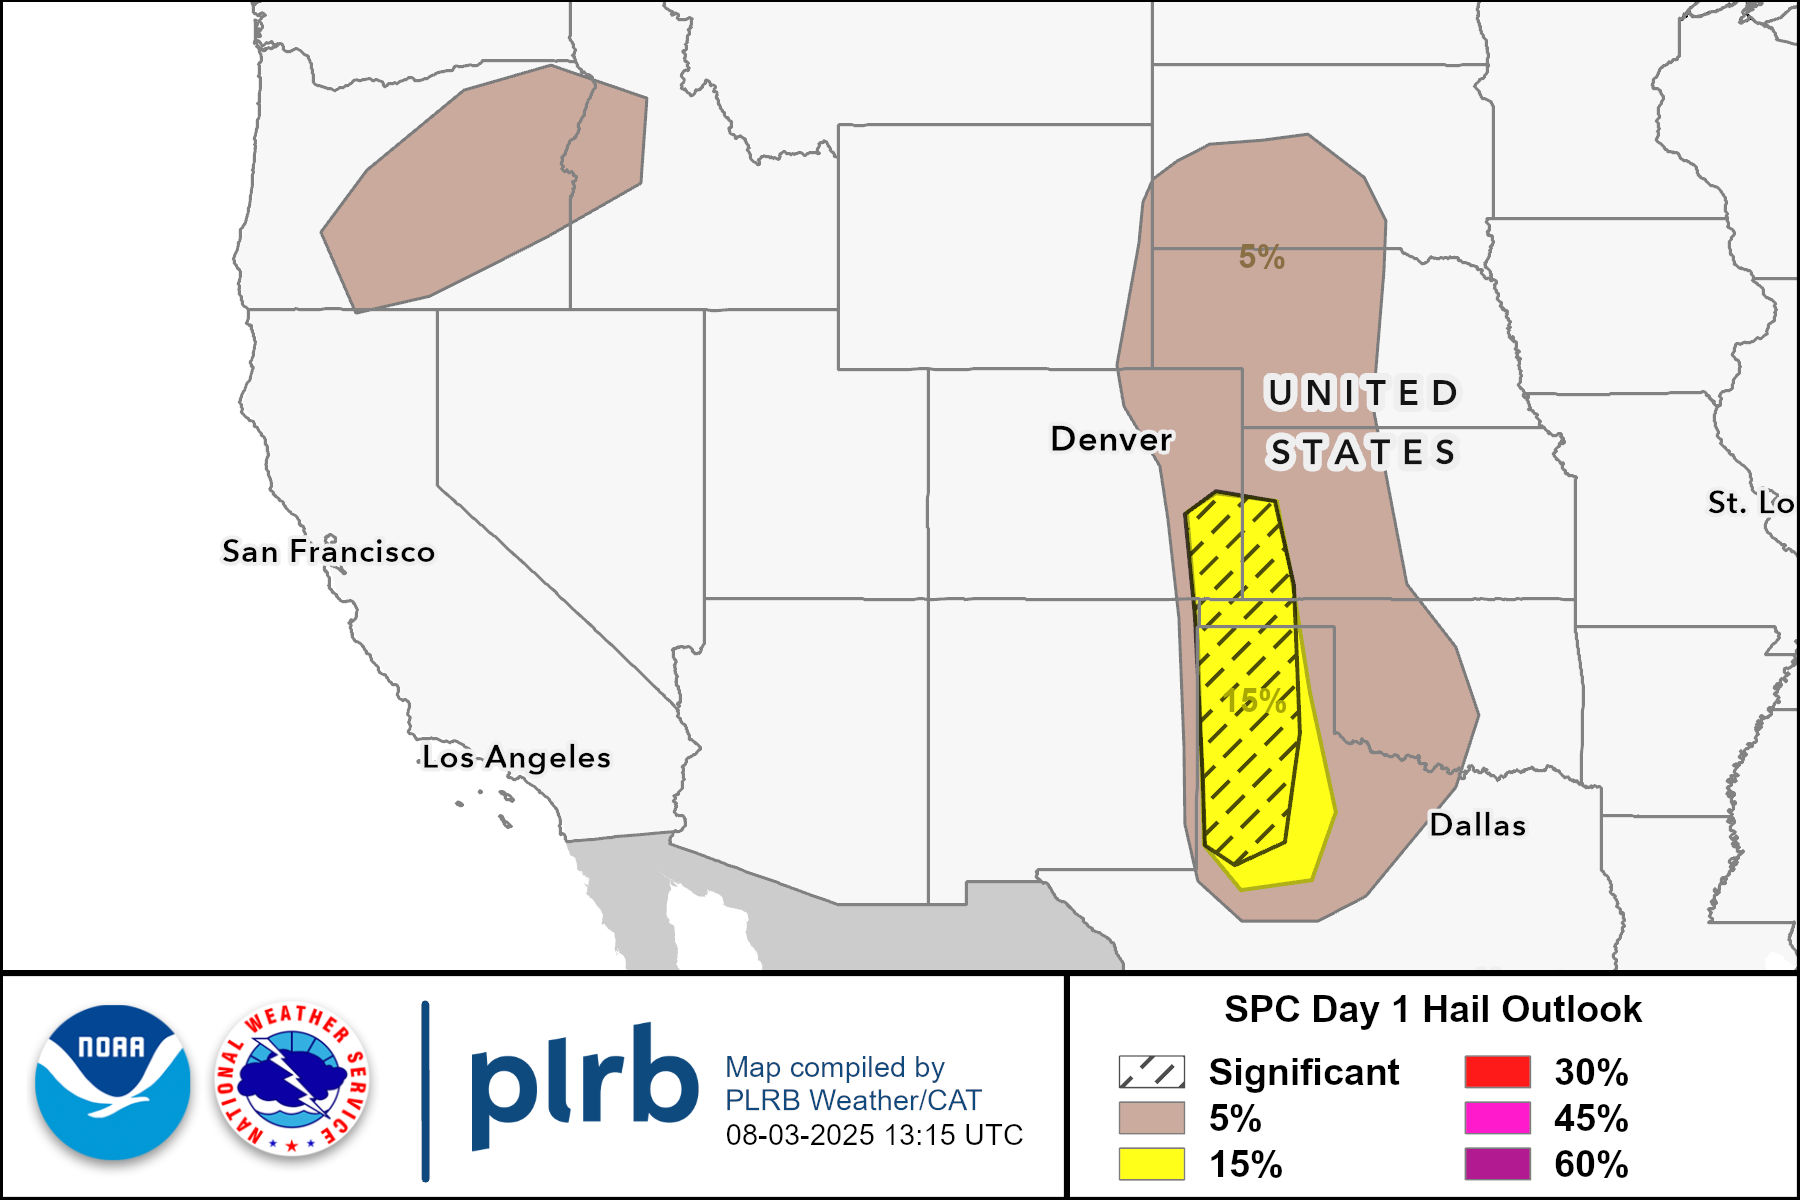 5%
UNITED
STATES
Denver
St. Lo
San Francisco
15%
Los Angeles
Dallas
NOAA
NATIONAL WEATHER SERVICE
plrb
Map compiled by
PLRB Weather/CAT
08-03-2025 13:15 UTC
SPC Day 1 Hail Outlook
Significant
5%
15%
30%
45%
60%